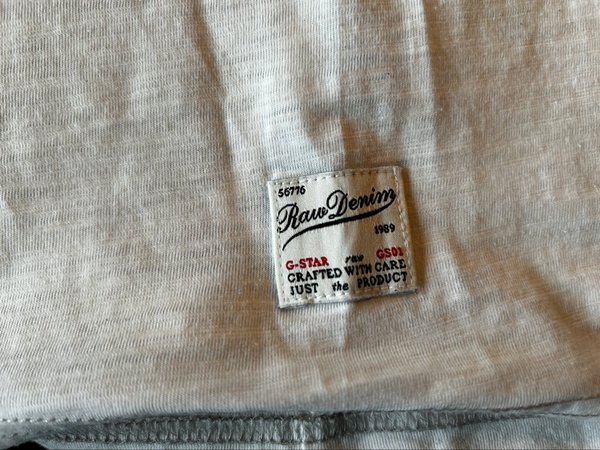 56776
Raw Denim
1989
G-STAR raw GS01
CRAFTED WITH CARE
JUST the PRODUCT